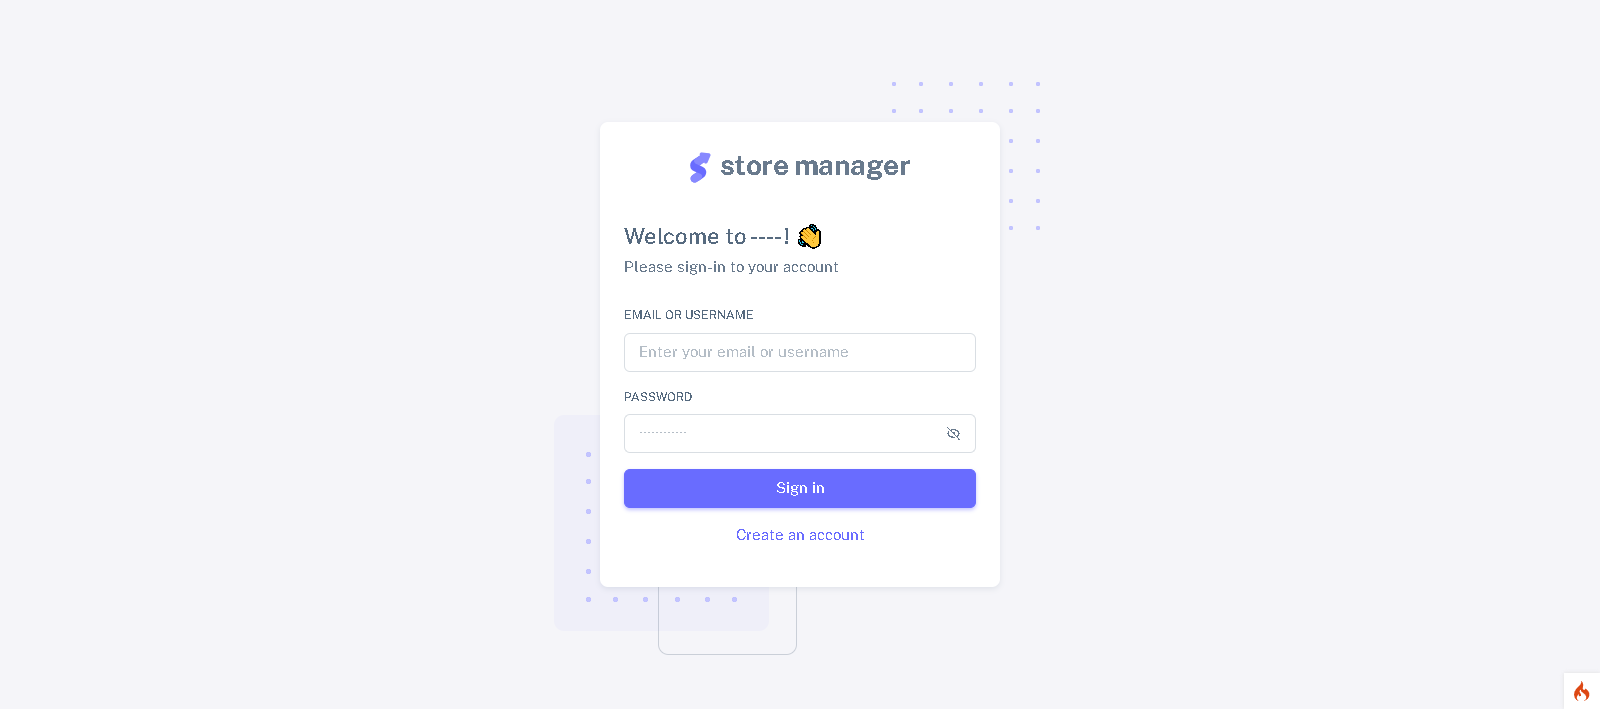 store manager
Welcome to ----! 👋
Please sign-in to your account
EMAIL OR USERNAME
Enter your email or username
PASSWORD
············
Sign in
Create an account